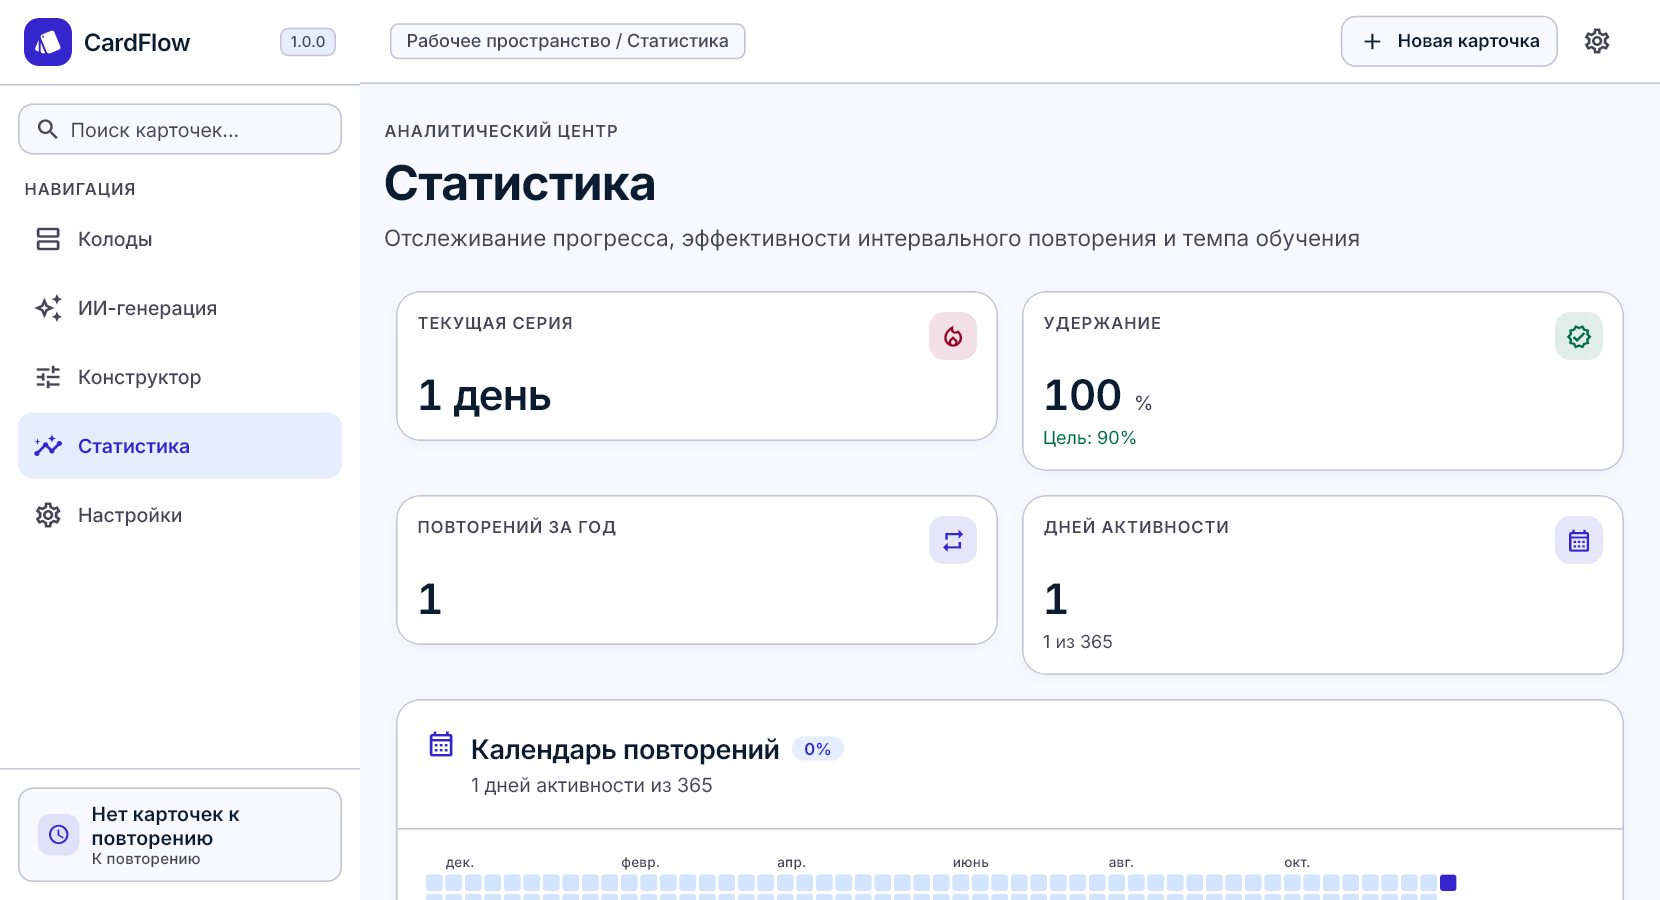 CardFlow
1.0.0
Рабочее пространство / Статистика
Новая карточка
Поиск карточек...
НАВИГАЦИЯ
Колоды
ИИ-генерация
Конструктор
Статистика
Настройки
Нет карточек к
повторению
К повторению
АНАЛИТИЧЕСКИЙ ЦЕНТР
Статистика
Отслеживание прогресса, эффективности интервального повторения и темпа обучения
ТЕКУЩАЯ СЕРИЯ
1 день
УДЕРЖАНИЕ
100 %
Цель: 90%
ПОВТОРЕНИЙ ЗА ГОД
1
ДНЕЙ АКТИВНОСТИ
1
1 из 365
Календарь повторений 0%
1 дней активности из 365
дек. февр. апр. июнь авг. окт.